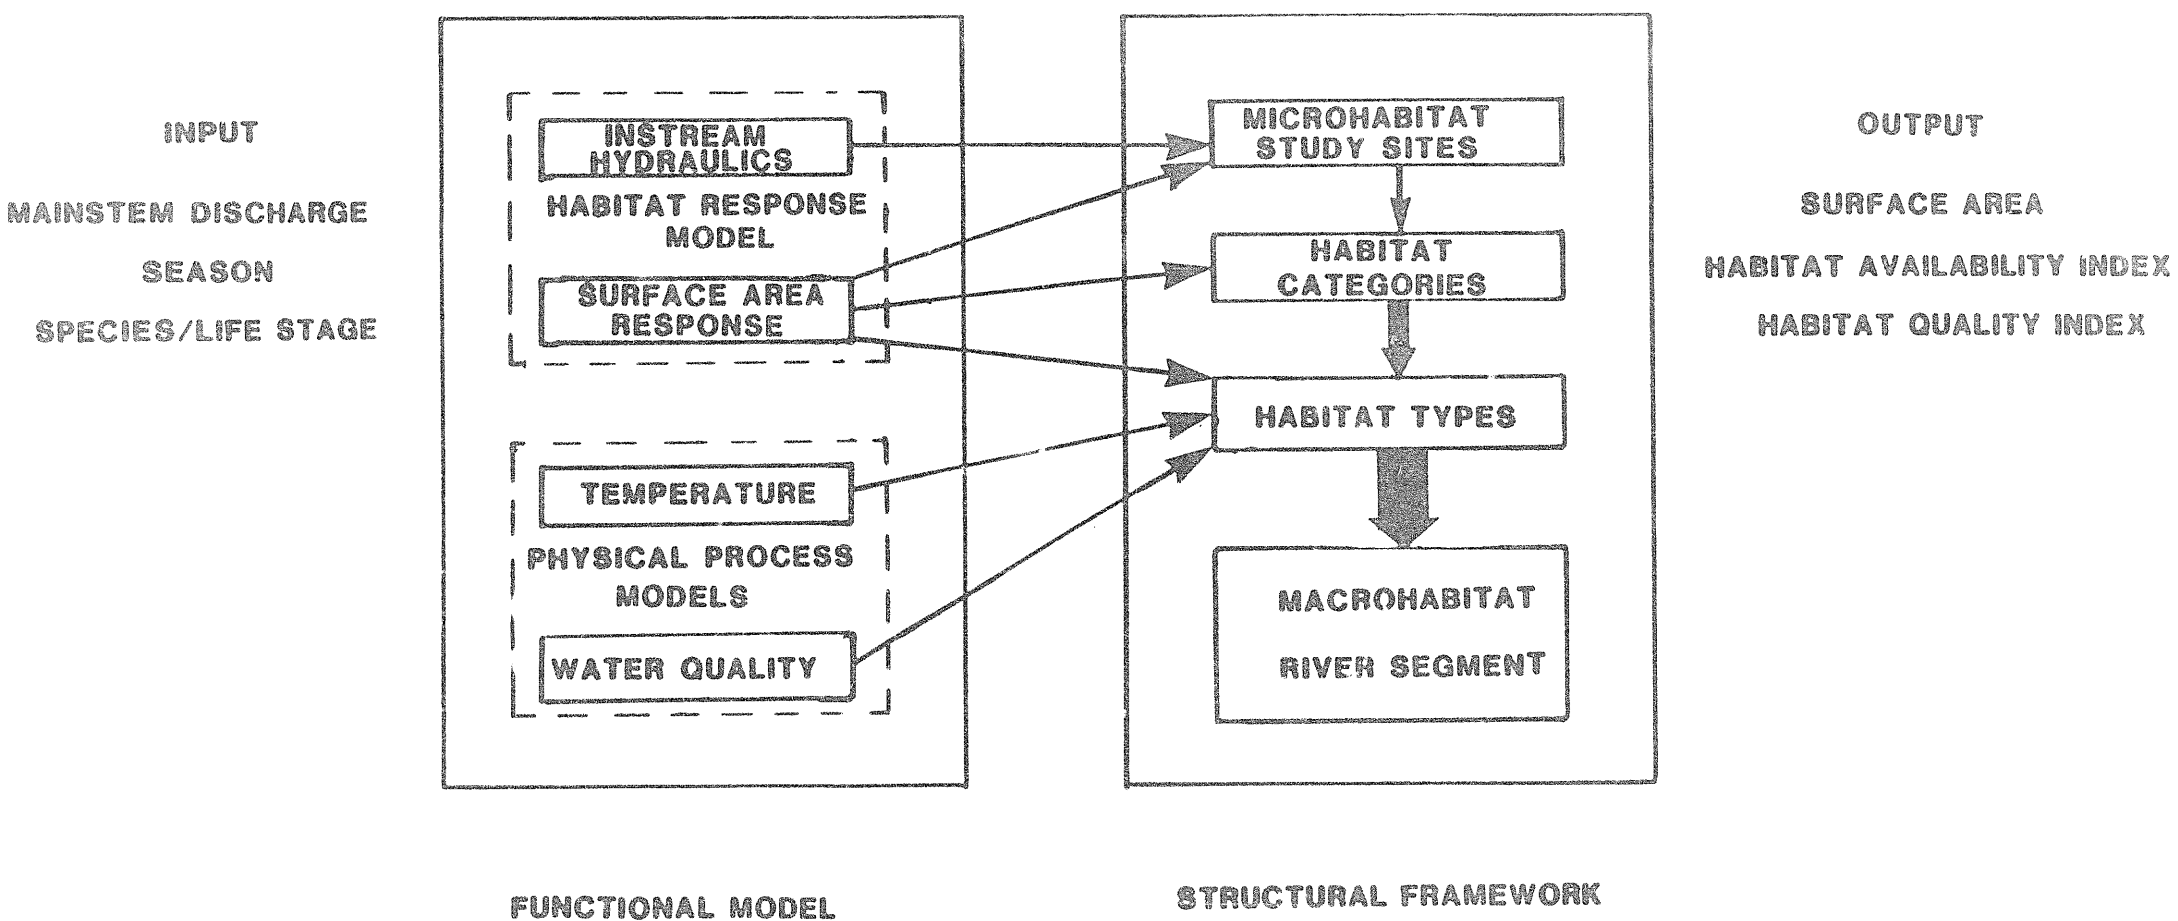 INPUT
MAINSTEM DISCHARGE
SEASON
SPECIES/LIFE STAGE
INSTREAM
HYDRAULICS
HABITAT RESPONSE
MODEL
SURFACE AREA
RESPONSE
TEMPERATURE
PHYSICAL PROCESS
MODELS
WATER QUALITY
FUNCTIONAL MODEL
MICROHABITAT
STUDY SITES
HABITAT
CATEGORIES
HABITAT TYPES
MACROHABITAT
RIVER SEGMENT
STRUCTURAL FRAMEWORK
OUTPUT
SURFACE AREA
HABITAT AVAILABILITY INDEX
HABITAT QUALITY INDEX